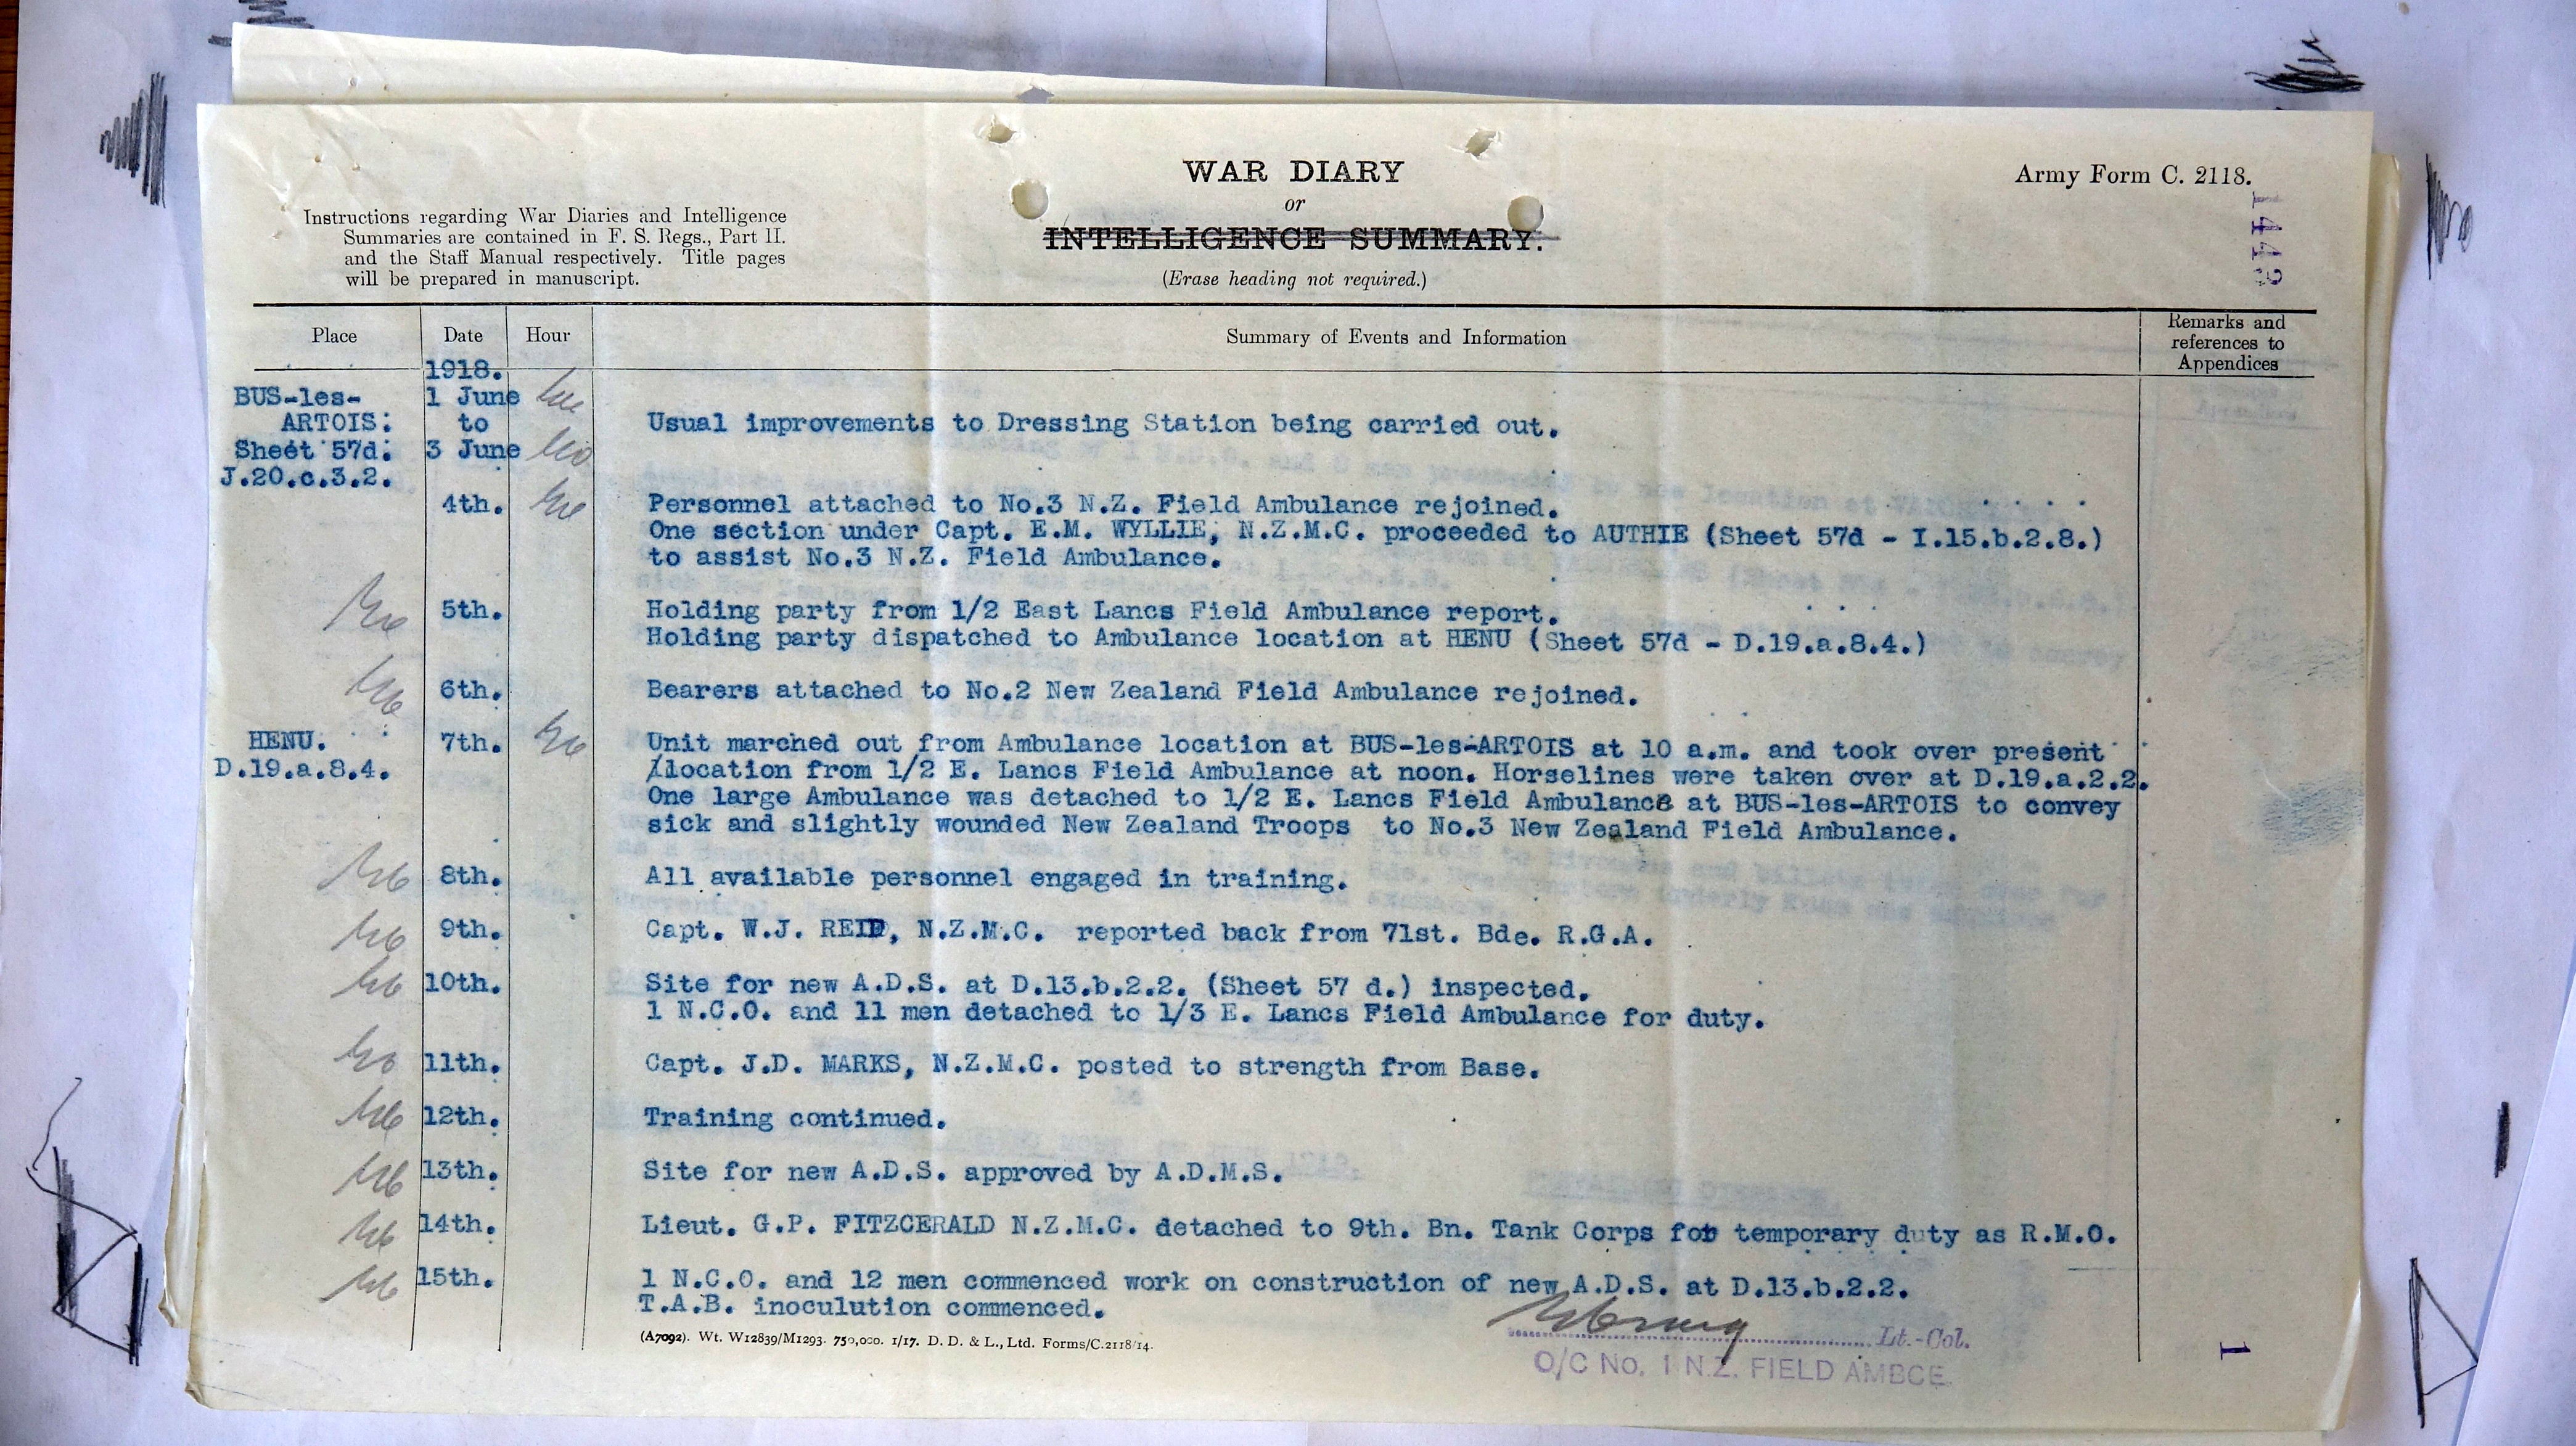 WAR DIARY
or
INTELLIGENCE SUMMARY.
(Erase heading not required.)
Army Form C. 2118.
Instructions regarding War Diaries and Intelligence
Summaries are contained in F. S. Regs., Part II.
and the Staff Manual respectively. Title pages
will be prepared in manuscript.
Place Date Hour Summary of Events and Information Remarks and
references to
Appendices
1918.
BUS-les- 1 June
ARTOIS: to Usual improvements to Dressing Station being carried out.
Sheet 57d: 3 June
J.20.c.3.2.
4th. Personnel attached to No.3 N.Z. Field Ambulance rejoined.
One section under Capt. E.M. WYLLIE, N.Z.M.C. proceeded to AUTHIE (Sheet 57d - I.15.b.2.8.)
to assist No.3 N.Z. Field Ambulance.
5th. Holding party from 1/2 East Lancs Field Ambulance report.
Holding party dispatched to Ambulance location at HENU (Sheet 57d - D.19.a.8.4.)
6th. Bearers attached to No.2 New Zealand Field Ambulance rejoined.
HENU. 7th. Unit marched out from Ambulance location at BUS-les-ARTOIS at 10 a.m. and took over present
D.19.a.8.4. location from 1/2 E. Lancs Field Ambulance at noon. Horselines were taken over at D.19.a.2.2.
One large Ambulance was detached to 1/2 E. Lancs Field Ambulance at BUS-les-ARTOIS to convey
sick and slightly wounded New Zealand Troops to No.3 New Zealand Field Ambulance.
8th. All available personnel engaged in training.
9th. Capt. W.J. REID, N.Z.M.C. reported back from 71st. Bde. R.G.A.
10th. Site for new A.D.S. at D.13.b.2.2. (Sheet 57 d.) inspected.
1 N.C.O. and 11 men detached to 1/3 E. Lancs Field Ambulance for duty.
11th. Capt. J.D. MARKS, N.Z.M.C. posted to strength from Base.
12th. Training continued.
13th. Site for new A.D.S. approved by A.D.M.S.
14th. Lieut. G.P. FITZCERALD N.Z.M.C. detached to 9th. Bn. Tank Corps for temporary duty as R.M.O.
15th. 1 N.C.O. and 12 men commenced work on construction of new A.D.S. at D.13.b.2.2.
T.A.B. inoculution commenced.
(A7092). Wt. W12839/M1293. 750,000. 1/17. D. D. & L., Ltd. Forms/C.2118/14.
Lt.-Col.
O/C No. 1 N.Z. FIELD AMBCE
1